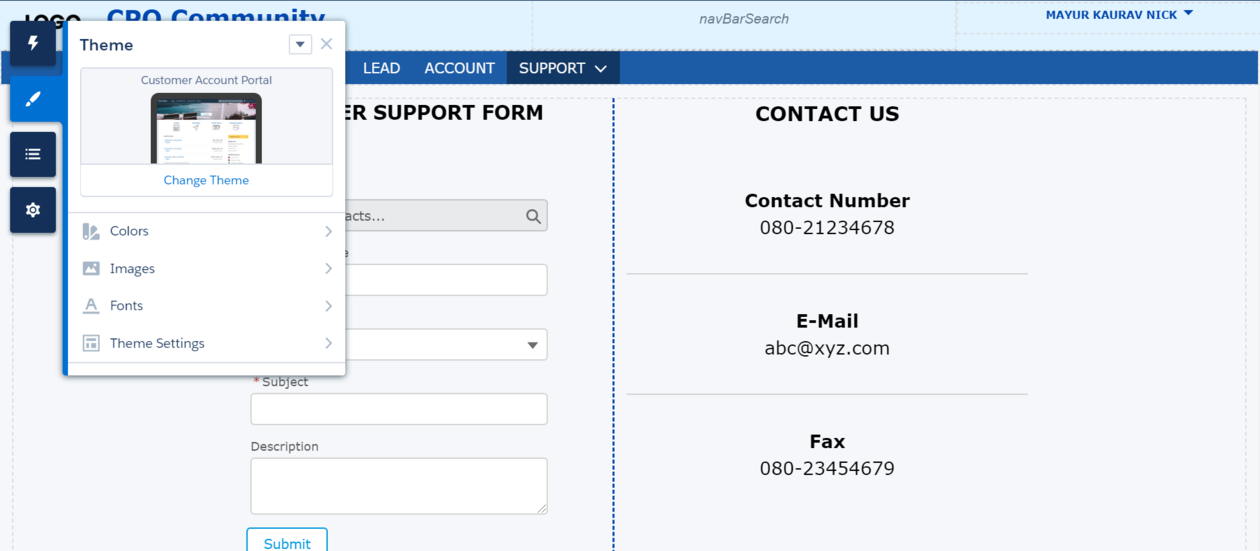 LOGO
CPQ Community
navBarSearch
MAYUR KAURAV NICK
Theme
Customer Account Portal
Change Theme
Colors
Images
Fonts
Theme Settings
LEAD
ACCOUNT
SUPPORT
ER SUPPORT FORM
acts...
e
*Subject
Description
Submit
CONTACT US
Contact Number
080-21234678
E-Mail
abc@xyz.com
Fax
080-23454679